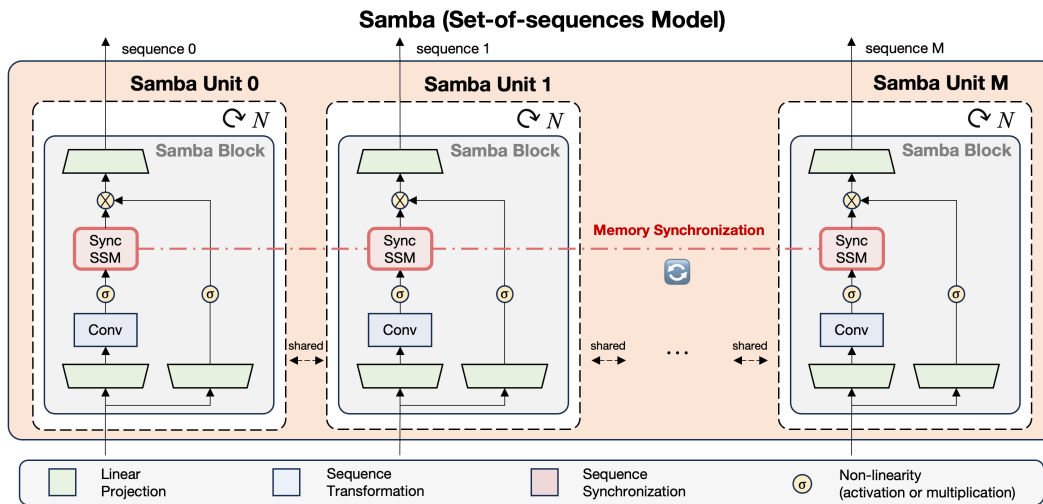 Samba (Set-of-sequences Model)
sequence 0
sequence 1
sequence M
Samba Unit 0
Samba Unit 1
Samba Unit M
N
N
N
Samba Block
Samba Block
Samba Block
Sync
SSM
Sync
SSM
Memory Synchronization
Sync
SSM
σ
σ
σ
σ
σ
σ
Conv
Conv
Conv
shared
shared
...
shared
Linear
Projection
Sequence
Transformation
Sequence
Synchronization
σ
Non-linearity
(activation or multiplication)